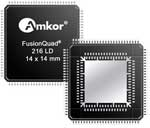 Amkor®
FusionQuad®
216 LD
14 x 14 mm